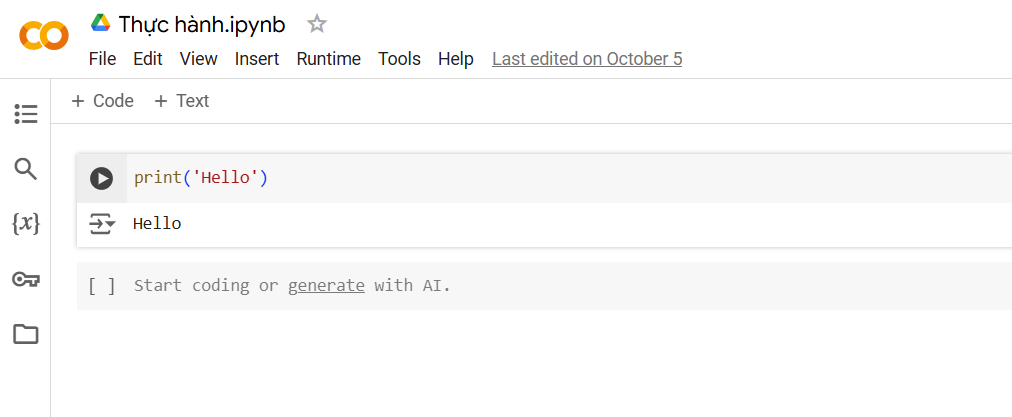 Thực hành.ipynb
File Edit View Insert Runtime Tools Help Last edited on October 5
+ Code + Text
{x}
print('Hello')
Hello
[ ] Start coding or generate with AI.